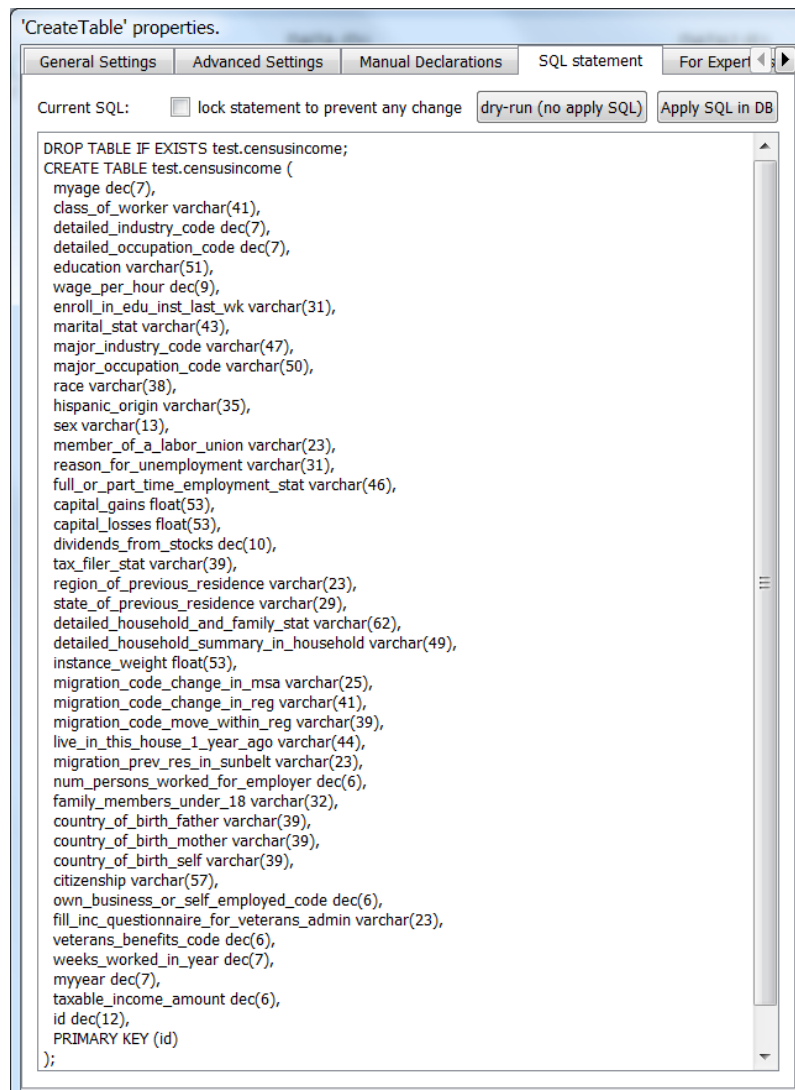 'CreateTable' properties.
General Settings Advanced Settings Manual Declarations SQL statement For Expert
Current SQL: lock statement to prevent any change dry-run (no apply SQL) Apply SQL in DB
DROP TABLE IF EXISTS test.censusincome;
CREATE TABLE test.censusincome (
myage dec(7),
class_of_worker varchar(41),
detailed_industry_code dec(7),
detailed_occupation_code dec(7),
education varchar(51),
wage_per_hour dec(9),
enroll_in_edu_inst_last_wk varchar(31),
marital_stat varchar(43),
major_industry_code varchar(47),
major_occupation_code varchar(50),
race varchar(38),
hispanic_origin varchar(35),
sex varchar(13),
member_of_a_labor_union varchar(23),
reason_for_unemployment varchar(31),
full_or_part_time_employment_stat varchar(46),
capital_gains float(53),
capital_losses float(53),
dividends_from_stocks dec(10),
tax_filer_stat varchar(39),
region_of_previous_residence varchar(23),
state_of_previous_residence varchar(29),
detailed_household_and_family_stat varchar(62),
detailed_household_summary_in_household varchar(49),
instance_weight float(53),
migration_code_change_in_msa varchar(25),
migration_code_change_in_reg varchar(41),
migration_code_move_within_reg varchar(39),
live_in_this_house_1_year_ago varchar(44),
migration_prev_res_in_sunbelt varchar(23),
num_persons_worked_for_employer dec(6),
family_members_under_18 varchar(32),
country_of_birth_father varchar(39),
country_of_birth_mother varchar(39),
country_of_birth_self varchar(39),
citizenship varchar(57),
own_business_or_self_employed_code dec(6),
fill_inc_questionnaire_for_veterans_admin varchar(23),
veterans_benefits_code dec(6),
weeks_worked_in_year dec(7),
myyear dec(7),
taxable_income_amount dec(6),
id dec(12),
PRIMARY KEY (id)
);